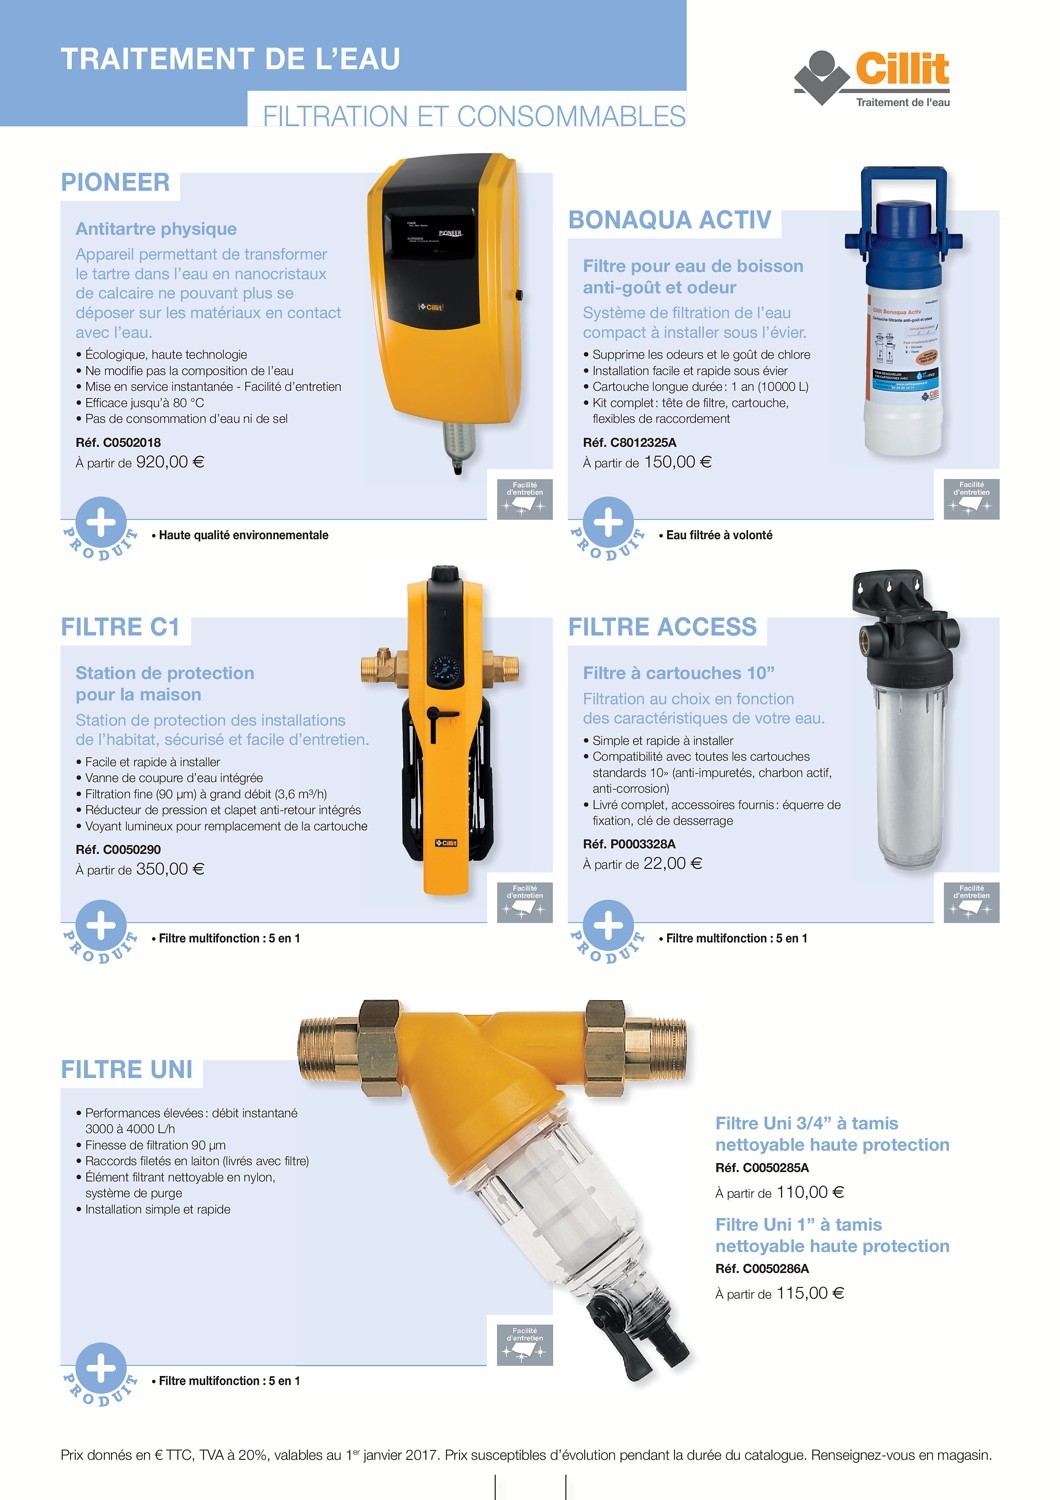 TRAITEMENT DE L'EAU
FILTRATION ET CONSOMMABLES
Cillit
Traitement de l'eau
PIONEER
Antitartre physique
Appareil permettant de transformer
le tartre dans l'eau en nanocristaux
de calcaire ne pouvant plus se
déposer sur les matériaux en contact
avec l'eau.
• Écologique, haute technologie
• Ne modifie pas la composition de l'eau
• Mise en service instantanée - Facilité d'entretien
• Efficace jusqu'à 80 °C
• Pas de consommation d'eau ni de sel
Réf. C0502018
À partir de 920,00 €
PIONEER
Cillit
Facilité
d'entretien
PRODUIT
• Haute qualité environnementale
BONAQUA ACTIV
Filtre pour eau de boisson
anti-goût et odeur
Système de filtration de l'eau
compact à installer sous l'évier.
• Supprime les odeurs et le goût de chlore
• Installation facile et rapide sous évier
• Cartouche longue durée : 1 an (10000 L)
• Kit complet : tête de filtre, cartouche,
flexibles de raccordement
Réf. C8012325A
À partir de 150,00 €
Cillit Bonaqua Activ
Facilité
d'entretien
PRODUIT
• Eau filtrée à volonté
FILTRE C1
Station de protection
pour la maison
Station de protection des installations
de l'habitat, sécurisé et facile d'entretien.
• Facile et rapide à installer
• Vanne de coupure d'eau intégrée
• Filtration fine (90 µm) à grand débit (3,6 m³/h)
• Réducteur de pression et clapet anti-retour intégrés
• Voyant lumineux pour remplacement de la cartouche
Réf. C0050290
À partir de 350,00 €
Cillit
Facilité
d'entretien
PRODUIT
• Filtre multifonction : 5 en 1
FILTRE ACCESS
Filtre à cartouches 10”
Filtration au choix en fonction
des caractéristiques de votre eau.
• Simple et rapide à installer
• Compatibilité avec toutes les cartouches
standards 10» (anti-impuretés, charbon actif,
anti-corrosion)
• Livré complet, accessoires fournis : équerre de
fixation, clé de desserrage
Réf. P0003328A
À partir de 22,00 €
Facilité
d'entretien
PRODUIT
• Filtre multifonction : 5 en 1
FILTRE UNI
• Performances élevées : débit instantané
3000 à 4000 L/h
• Finesse de filtration 90 µm
• Raccords filetés en laiton (livrés avec filtre)
• Élément filtrant nettoyable en nylon,
système de purge
• Installation simple et rapide
Filtre Uni 3/4” à tamis
nettoyable haute protection
Réf. C0050285A
À partir de 110,00 €
Filtre Uni 1” à tamis
nettoyable haute protection
Réf. C0050286A
À partir de 115,00 €
Facilité
d'entretien
PRODUIT
• Filtre multifonction : 5 en 1
Prix donnés en € TTC, TVA à 20%, valables au 1er janvier 2017. Prix susceptibles d'évolution pendant la durée du catalogue. Renseignez-vous en magasin.